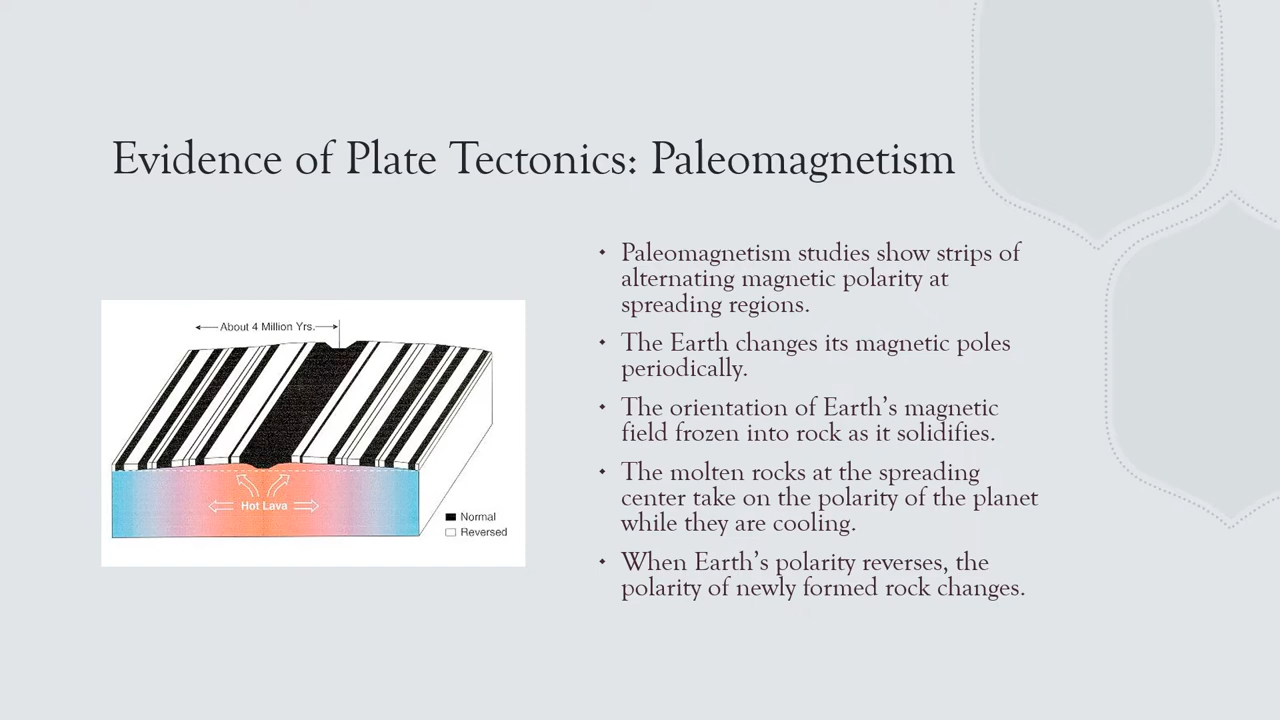 Evidence of Plate Tectonics: Paleomagnetism
About 4 Million Yrs.
Hot Lava
Normal
Reversed
• Paleomagnetism studies show strips of
alternating magnetic polarity at
spreading regions.
• The Earth changes its magnetic poles
periodically.
• The orientation of Earth's magnetic
field frozen into rock as it solidifies.
• The molten rocks at the spreading
center take on the polarity of the planet
while they are cooling.
• When Earth's polarity reverses, the
polarity of newly formed rock changes.